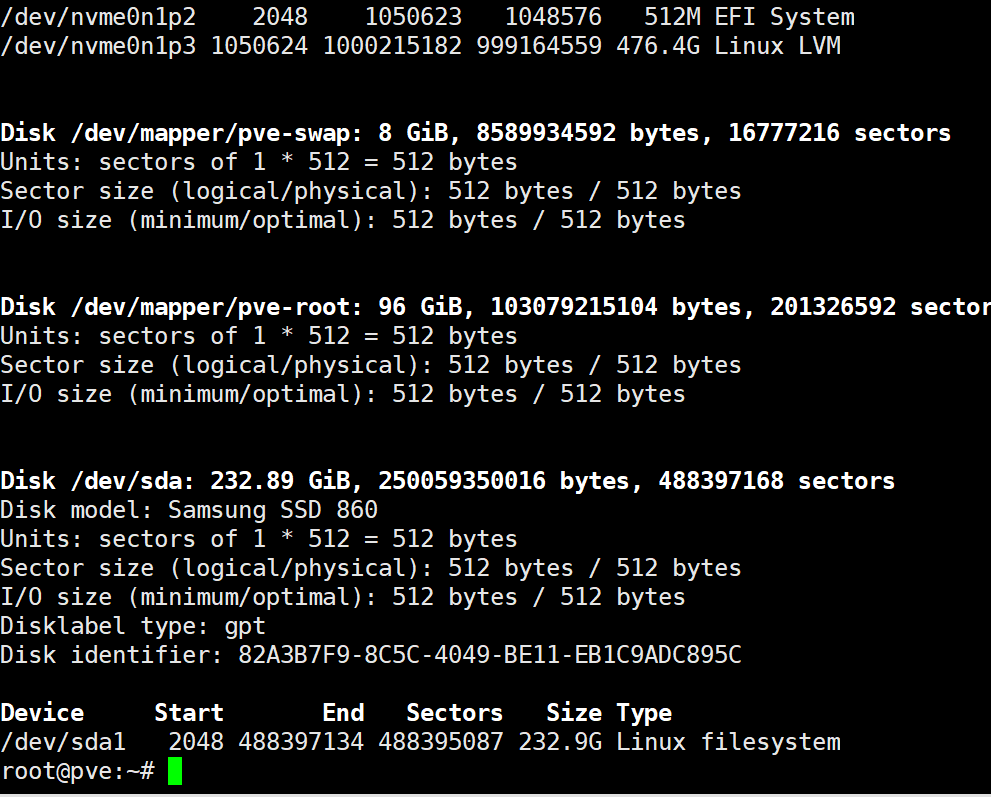 /dev/nvme0n1p2    2048    1050623   1048576   512M EFI System
/dev/nvme0n1p3 1050624 1000215182 999164559 476.4G Linux LVM
Disk /dev/mapper/pve-swap: 8 GiB, 8589934592 bytes, 16777216 sectors
Units: sectors of 1 * 512 = 512 bytes
Sector size (logical/physical): 512 bytes / 512 bytes
I/O size (minimum/optimal): 512 bytes / 512 bytes
Disk /dev/mapper/pve-root: 96 GiB, 103079215104 bytes, 201326592 sector
Units: sectors of 1 * 512 = 512 bytes
Sector size (logical/physical): 512 bytes / 512 bytes
I/O size (minimum/optimal): 512 bytes / 512 bytes
Disk /dev/sda: 232.89 GiB, 250059350016 bytes, 488397168 sectors
Disk model: Samsung SSD 860
Units: sectors of 1 * 512 = 512 bytes
Sector size (logical/physical): 512 bytes / 512 bytes
I/O size (minimum/optimal): 512 bytes / 512 bytes
Disklabel type: gpt
Disk identifier: 82A3B7F9-8C5C-4049-BE11-EB1C9ADC895C
Device     Start       End   Sectors   Size Type
/dev/sda1   2048 488397134 488395087 232.9G Linux filesystem
root@pve:~#